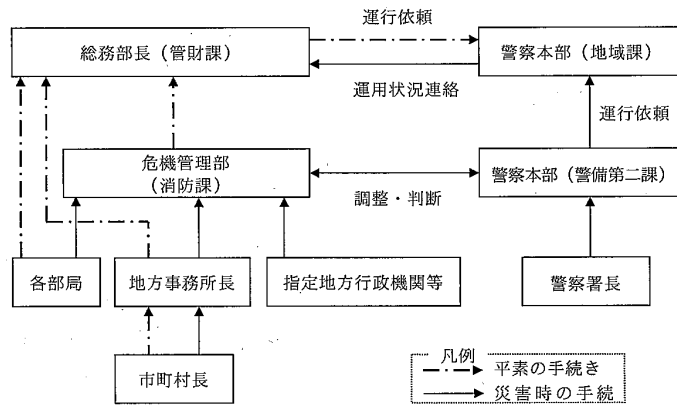 運行依頼
総務部長（管財課）
警察本部（地域課）
運用状況連絡
運行依頼
危機管理部
（消防課）
警察本部（警備第二課）
調整・判断
各部局
地方事務所長
指定地方行政機関等
警察署長
市町村長
凡例
平素の手続き
災害時の手続